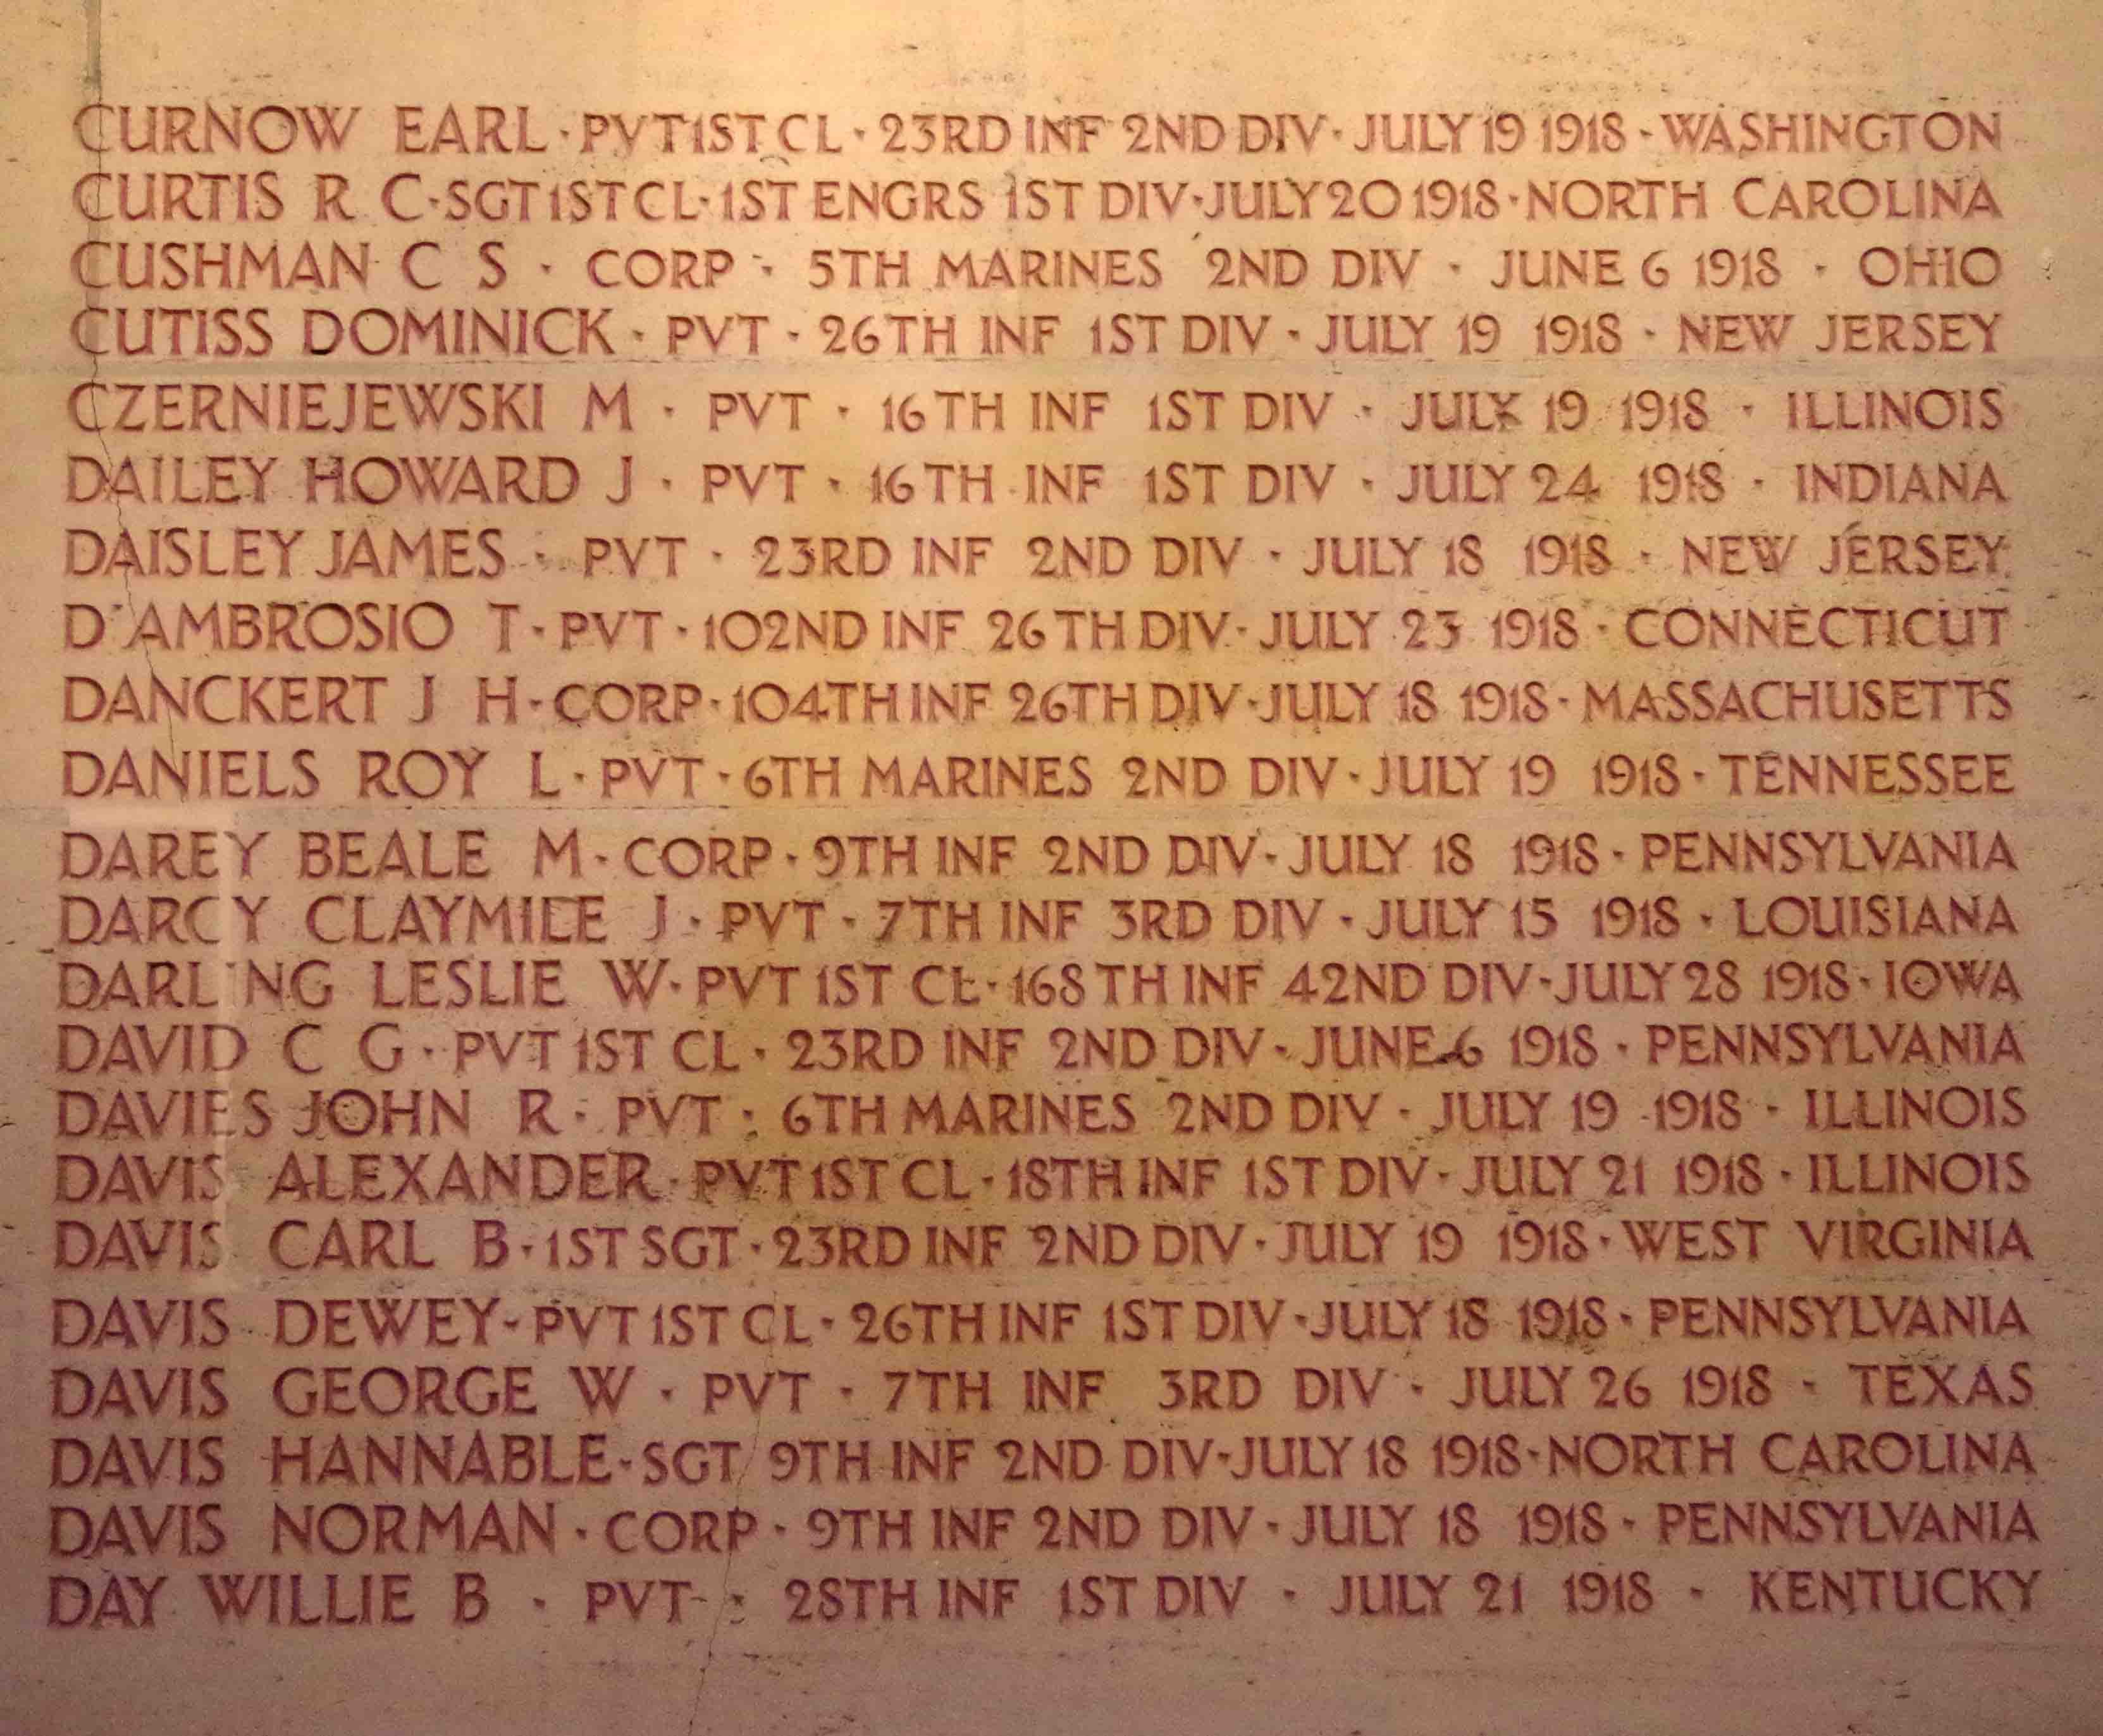 CURNOW EARL · PVT 1ST CL · 23RD INF 2ND DIV · JULY 19 1918 · WASHINGTON
CURTIS R C · SGT 1ST CL · 1ST ENGRS 1ST DIV · JULY 20 1918 · NORTH CAROLINA
CUSHMAN C S · CORP · 5TH MARINES 2ND DIV · JUNE 6 1918 · OHIO
CUTISS DOMINICK · PVT · 26TH INF 1ST DIV · JULY 19 1918 · NEW JERSEY
CZERNIEJEWSKI M · PVT · 16TH INF 1ST DIV · JULY 19 1918 · ILLINOIS
DAILEY HOWARD J · PVT · 16TH INF 1ST DIV · JULY 24 1918 · INDIANA
DAISLEY JAMES · PVT · 23RD INF 2ND DIV · JULY 18 1918 · NEW JERSEY
D'AMBROSIO T · PVT · 102ND INF 26TH DIV · JULY 23 1918 · CONNECTICUT
DANCKERT J H · CORP · 104TH INF 26TH DIV · JULY 18 1918 · MASSACHUSETTS
DANIELS ROY L · PVT · 6TH MARINES 2ND DIV · JULY 19 1918 · TENNESSEE
DAREY BEALE M · CORP · 9TH INF 2ND DIV · JULY 18 1918 · PENNSYLVANIA
DARCY CLAYMILE J · PVT · 7TH INF 3RD DIV · JULY 15 1918 · LOUISIANA
DARLING LESLIE W · PVT 1ST CL · 168TH INF 42ND DIV · JULY 28 1918 · IOWA
DAVID C G · PVT 1ST CL · 23RD INF 2ND DIV · JUNE 6 1918 · PENNSYLVANIA
DAVIES JOHN R · PVT · 6TH MARINES 2ND DIV · JULY 19 1918 · ILLINOIS
DAVIS ALEXANDER · PVT 1ST CL · 18TH INF 1ST DIV · JULY 21 1918 · ILLINOIS
DAVIS CARL B · 1ST SGT · 23RD INF 2ND DIV · JULY 19 1918 · WEST VIRGINIA
DAVIS DEWEY · PVT 1ST CL · 26TH INF 1ST DIV · JULY 18 1918 · PENNSYLVANIA
DAVIS GEORGE W · PVT · 7TH INF 3RD DIV · JULY 26 1918 · TEXAS
DAVIS HANNABLE · SGT 9TH INF 2ND DIV · JULY 18 1918 · NORTH CAROLINA
DAVIS NORMAN · CORP · 9TH INF 2ND DIV · JULY 18 1918 · PENNSYLVANIA
DAY WILLIE B · PVT · 28TH INF 1ST DIV · JULY 21 1918 · KENTUCKY